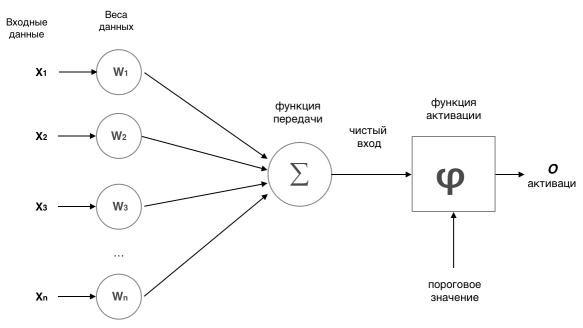 Входные
данные
Веса
данных
X1
W1
X2
W2
X3
W3
...
Xn
Wn
функция
передачи
Σ
чистый
вход
функция
активации
φ
O
активаци
пороговое
значение